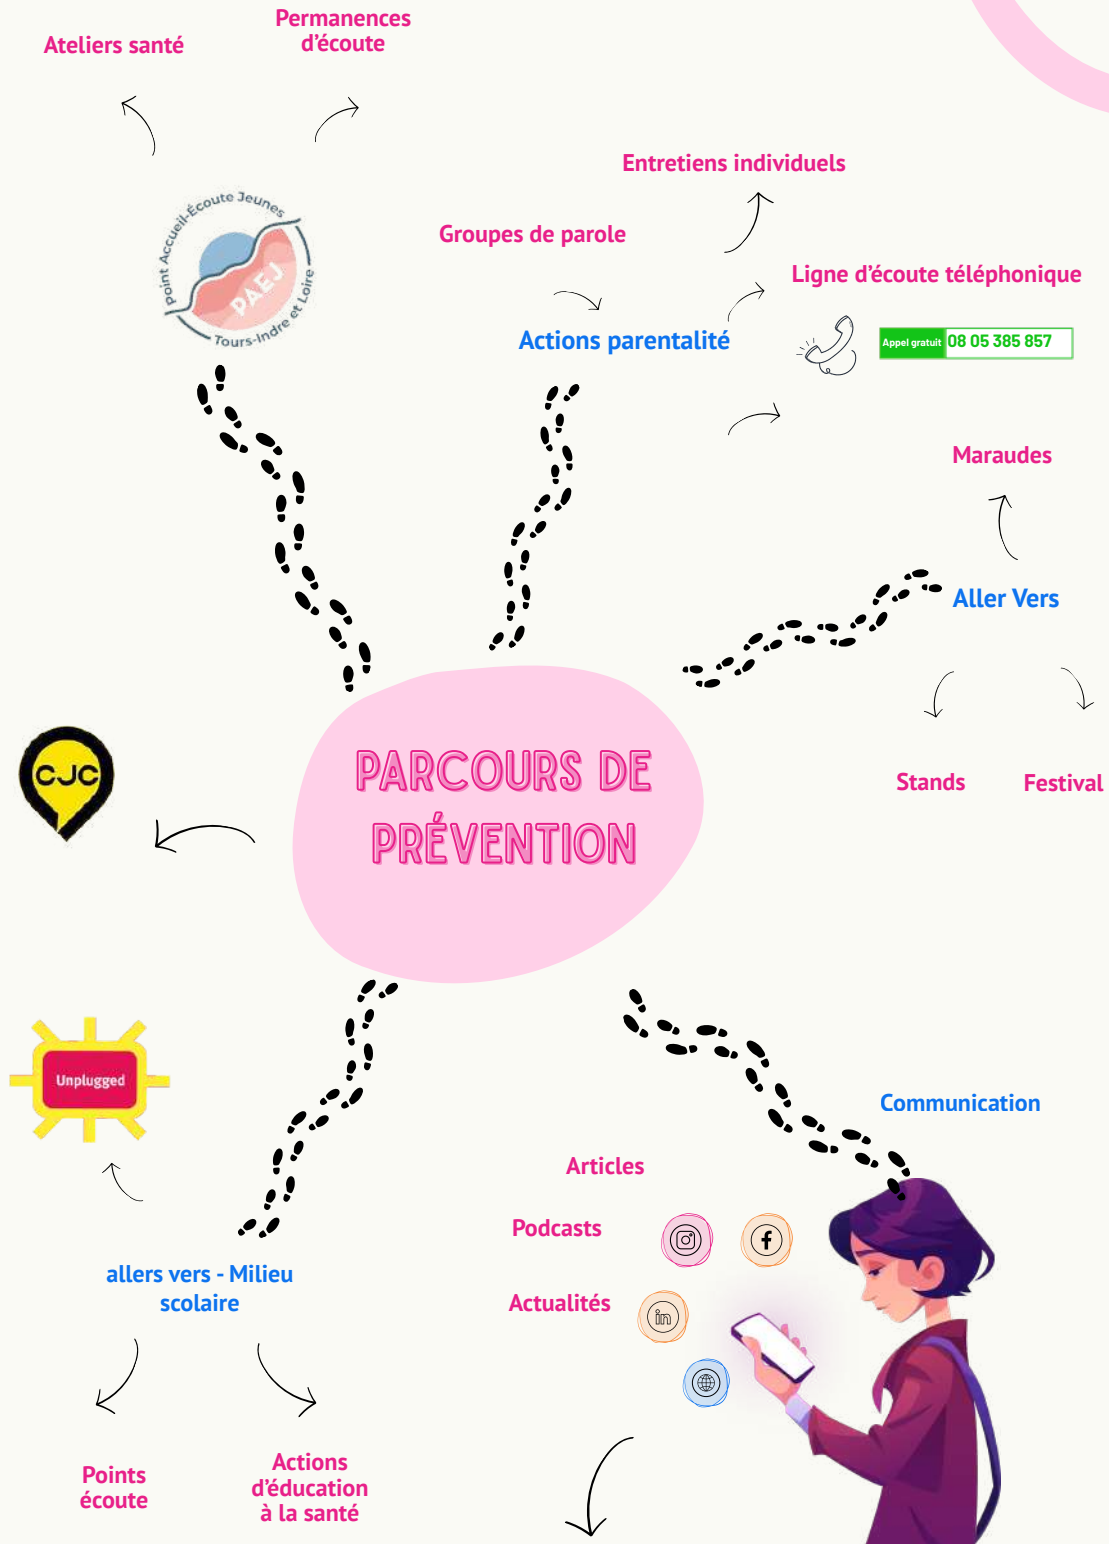 Permanences
d'écoute
Ateliers santé
Entretiens individuels
Point Accueil-Écoute Jeunes
PAEJ
Tours-Indre et Loire
Groupes de parole
Ligne d'écoute téléphonique
Actions parentalité
Appel gratuit 08 05 385 857
Maraudes
Aller Vers
PARCOURS DE
PRÉVENTION
CJC
Stands
Festival
Unplugged
Communication
Articles
Podcasts
Actualités
in
allers vers - Milieu
scolaire
Points
écoute
Actions
d'éducation
à la santé